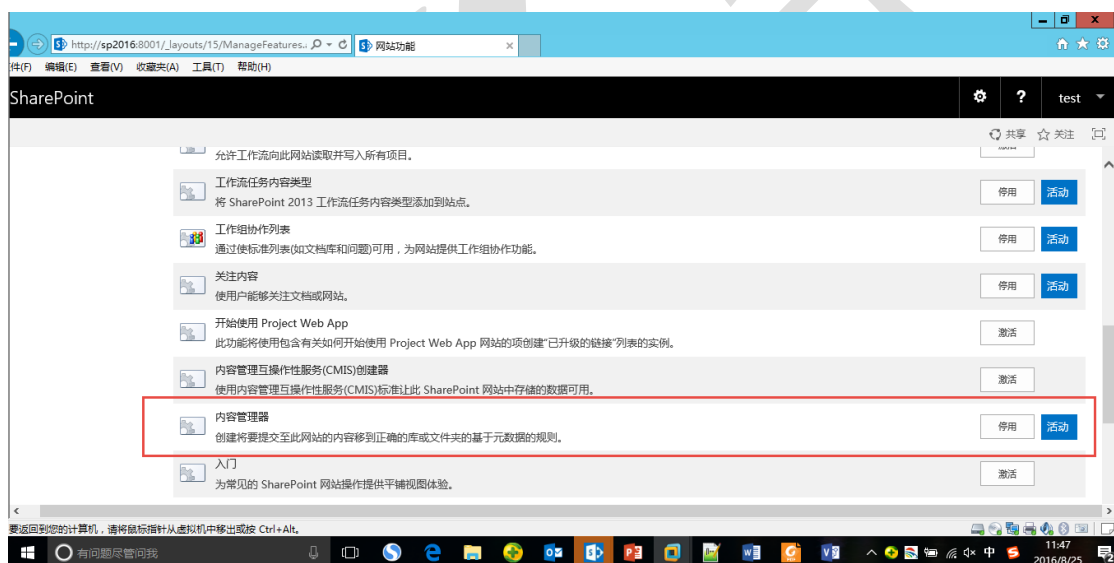 http://sp2016:8001/_layouts/15/ManageFeatures..
网站功能
件(F) 编辑(E) 查看(V) 收藏夹(A) 工具(T) 帮助(H)
SharePoint
? test
共享 关注
允许工作流向此网站读取并写入所有项目。
工作流任务内容类型
将 SharePoint 2013 工作流任务内容类型添加到站点。
停用 活动
工作组协作列表
通过使标准列表(如文档库和问题)可用，为网站提供工作组协作功能。
停用 活动
关注内容
使用户能够关注文档或网站。
停用 活动
开始使用 Project Web App
此功能将使用包含有关如何开始使用 Project Web App 网站的项创建"已升级的链接"列表的实例。
激活
内容管理互操作性服务(CMIS)创建器
使用内容管理互操作性服务(CMIS)标准让此 SharePoint 网站中存储的数据可用。
激活
内容管理器
创建将要提交至此网站的内容移到正确的库或文件夹的基于元数据的规则。
停用 活动
入门
为常见的 SharePoint 网站操作提供平铺视图体验。
激活
要返回到您的计算机，请将鼠标指针从虚拟机中移出或按 Ctrl+Alt。
有问题尽管问我
中
11:47
2016/8/25